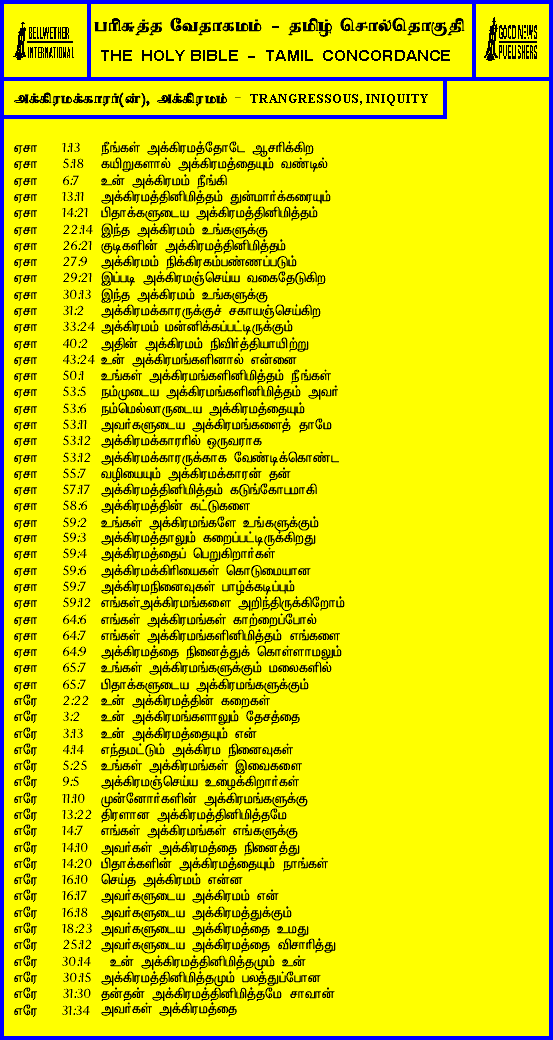 BELLWETHER INTERNATIONAL
பரிசுத்த வேதாகமம் - தமிழ் சொல்தொகுதி
THE HOLY BIBLE - TAMIL CONCORDANCE
GOOD NEWS PUBLISHERS
அக்கிரமக்காரர்(ன்), அக்கிரமம் - TRANGRESSOUS, INIQUITY
ஏசா 1:13 நீங்கள் அக்கிரமத்தோடே ஆசரிக்கிற
ஏசா 5:18 கயிறுகளால் அக்கிரமத்தையும் வண்டில்
ஏசா 6:7 உன் அக்கிரமம் நீங்கி
ஏசா 13:11 அக்கிரமத்தினிமித்தம் துன்மார்க்கரையும்
ஏசா 14:21 பிதாக்களுடைய அக்கிரமத்தினிமித்தம்
ஏசா 22:14 இந்த அக்கிரமம் உங்களுக்கு
ஏசா 26:21 குடிகளின் அக்கிரமத்தினிமித்தம்
ஏசா 27:9 அக்கிரமம் நிக்கிரகம்பண்ணப்படும்
ஏசா 29:21 இப்படி அக்கிரமஞ்செய்ய வகைதேடுகிற
ஏசா 30:13 இந்த அக்கிரமம் உங்களுக்கு
ஏசா 31:2 அக்கிரமக்காரருக்குச் சகாயஞ்செய்கிற
ஏசா 33:24 அக்கிரமம் மன்னிக்கப்பட்டிருக்கும்
ஏசா 40:2 அதின் அக்கிரமம் நிவிர்த்தியாயிற்று
ஏசா 43:24 உன் அக்கிரமங்களினால் என்னை
ஏசா 50:1 உங்கள் அக்கிரமங்களினிமித்தம் நீங்கள்
ஏசா 53:5 நம்முடைய அக்கிரமங்களினிமித்தம் அவர்
ஏசா 53:6 நம்மெல்லாருடைய அக்கிரமத்தையும்
ஏசா 53:11 அவர்களுடைய அக்கிரமங்களைத் தாமே
ஏசா 53:12 அக்கிரமக்காரரில் ஒருவராக
ஏசா 53:12 அக்கிரமக்காரருக்காக வேண்டிக்கொண்ட
ஏசா 55:7 வழியையும் அக்கிரமக்காரன் தன்
ஏசா 57:17 அக்கிரமத்தினிமித்தம் கடுங்கோபமாகி
ஏசா 58:6 அக்கிரமத்தின் கட்டுகளை
ஏசா 59:2 உங்கள் அக்கிரமங்களே உங்களுக்கும்
ஏசா 59:3 அக்கிரமத்தாலும் கறைப்பட்டிருக்கிறது
ஏசா 59:4 அக்கிரமத்தைப் பெறுகிறார்கள்
ஏசா 59:6 அக்கிரமக்கிரியைகள் கொடுமையான
ஏசா 59:7 அக்கிரமநினைவுகள் பாழ்க்கடிப்பும்
ஏசா 59:12 எங்கள்அக்கிரமங்களை அறிந்திருக்கிறோம்
ஏசா 64:6 எங்கள் அக்கிரமங்கள் காற்றைப்போல்
ஏசா 64:7 எங்கள் அக்கிரமங்களினிமித்தம் எங்களை
ஏசா 64:9 அக்கிரமத்தை நினைத்துக் கொள்ளாமலும்
ஏசா 65:7 உங்கள் அக்கிரமங்களுக்கும் மலைகளில்
ஏசா 65:7 பிதாக்களுடைய அக்கிரமங்களுக்கும்
எரே 2:22 உன் அக்கிரமத்தின் கறைகள்
எரே 3:2 உன் அக்கிரமங்களாலும் தேசத்தை
எரே 3:13 உன் அக்கிரமத்தையும் என்
எரே 4:14 எந்தமட்டும் அக்கிரம நினைவுகள்
எரே 5:25 உங்கள் அக்கிரமங்கள் இவைகளை
எரே 9:5 அக்கிரமஞ்செய்ய உழைக்கிறார்கள்
எரே 11:10 முன்னோர்களின் அக்கிரமங்களுக்கு
எரே 13:22 திரளான அக்கிரமத்தினிமித்தமே
எரே 14:7 எங்கள் அக்கிரமங்கள் எங்களுக்கு
எரே 14:10 அவர்கள் அக்கிரமத்தை நினைத்து
எரே 14:20 பிதாக்களின் அக்கிரமத்தையும் நாங்கள்
எரே 16:10 செய்த அக்கிரமம் என்ன
எரே 16:17 அவர்களுடைய அக்கிரமம் என்
எரே 16:18 அவர்களுடைய அக்கிரமத்துக்கும்
எரே 18:23 அவர்களுடைய அக்கிரமத்தை உமது
எரே 25:12 அவர்களுடைய அக்கிரமத்தை விசாரித்து
எரே 30:14 உன் அக்கிரமத்தினிமித்தமும் உன்
எரே 30:15 அக்கிரமத்தினிமித்தமும் பலத்துப்போன
எரே 31:30 தன்தன் அக்கிரமத்தினிமித்தமே சாவான்
எரே 31:34 அவர்கள் அக்கிரமத்தை